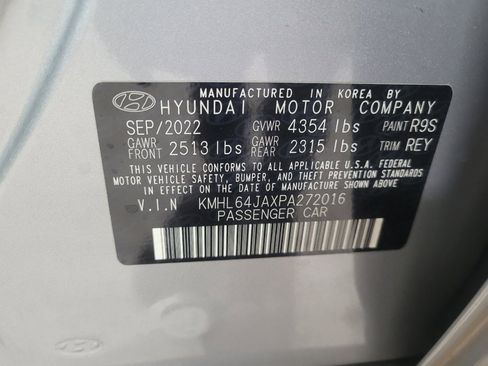 MANUFACTURED IN KOREA BY
HYUNDAI MOTOR COMPANY
SEP/2022 GVWR 4354 lbs PAINT R9S
GAWR FRONT 2513 lbs GAWR REAR 2315 lbs TRIM REY
THIS VEHICLE CONFORMS TO ALL APPLICABLE U.S.A. FEDERAL
MOTOR VEHICLE SAFETY, BUMPER, AND THEFT PREVENTION STANDARDS
IN EFFECT ON THE DATE OF MANUFACTURE SHOWN ABOVE
V.I.N KMHL64JAXPA272016
PASSENGER CAR